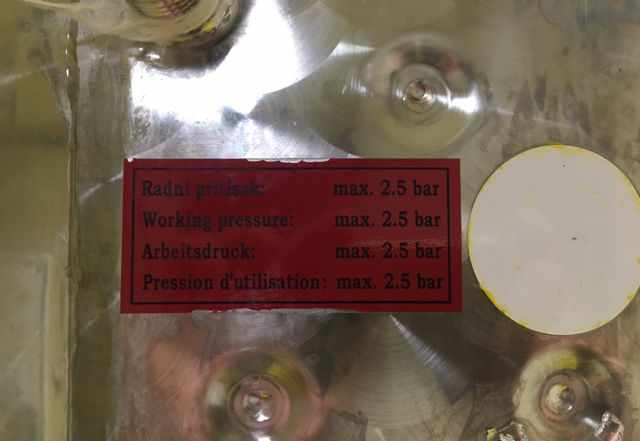 Radni pritisak: max. 2.5 bar
Working pressure: max. 2.5 bar
Arbeitsdruck: max. 2.5 bar
Pression d'utilisation: max. 2.5 bar